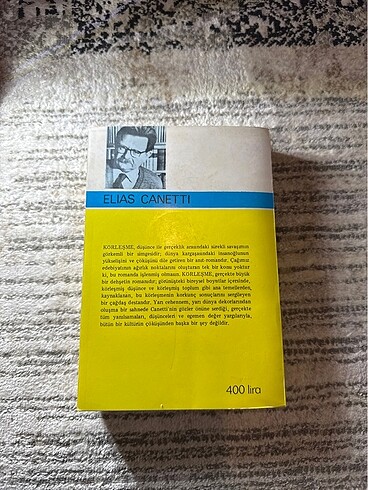 ELIAS CANETTI
KÖRLEŞME, düşünce ile gerçeklik arasındaki sürekli savaşımın
görkemli bir simgesidir; dünya kargaşasındaki insanoğlunun
yükselişini ve çöküşünü dile getiren bir anıt-romandır. Çağımız
edebiyatının ağırlık noktalarını oluşturan tek bir konu yoktur
ki, bu romanda işlenmiş olmasın. KÖRLEŞME, gerçekte büyük
bir dehşetin romanıdır; görünüşteki bireysel boyutlar içerisinde,
körleşmiş düşünce ve körleşmiş toplum gibi ana temellerden,
kaynaklanan, bu körleşmenin korkunç sonuçlarını sergileyen
bir çağdaş destandır. Yarı cehennem, yarı dünya dekorlarından
oluşma bir sahnede Canetti'nin gözler önüne serdiği, gerçekte
tüm yanılsamaları, düşünceleri ve egemen değer yargılarıyla,
bütün bir kültürün çöküşünden başka bir şey değildir.
400 lira